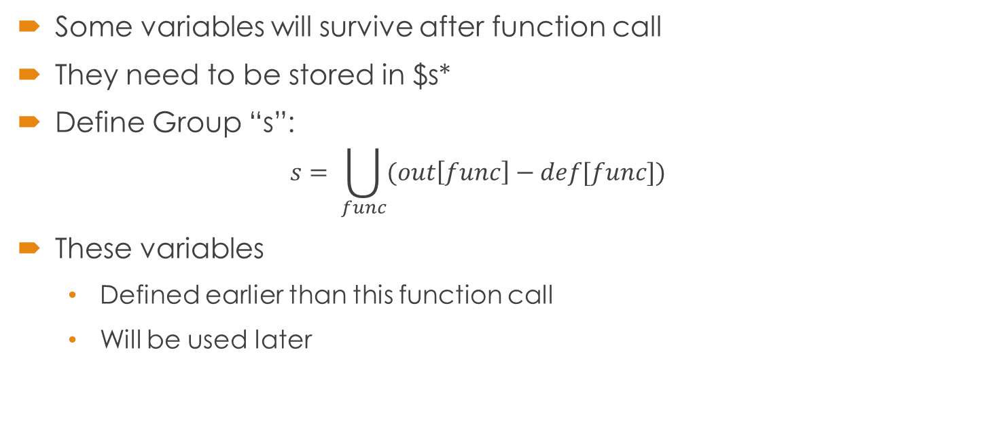 Some variables will survive after function call
They need to be stored in $s*
Define Group “s”:
s = ⋃ (out[func] − def[func])
func
These variables
• Defined earlier than this function call
• Will be used later